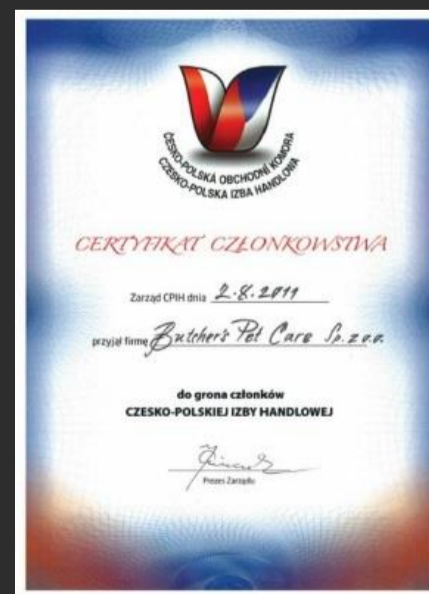 ČESKO-POLSKÁ OBCHODNÍ KOMORA
CZESKO-POLSKA IZBA HANDLOWA
CERTYFIKAT CZŁONKOWSTWA
Zarząd CPIH dnia 2.8.2011
przyjął firmę Butcher's Pet Care Sp. z o.o.
do grona członków
CZESKO-POLSKIEJ IZBY HANDLOWEJ
Prezes Zarządu